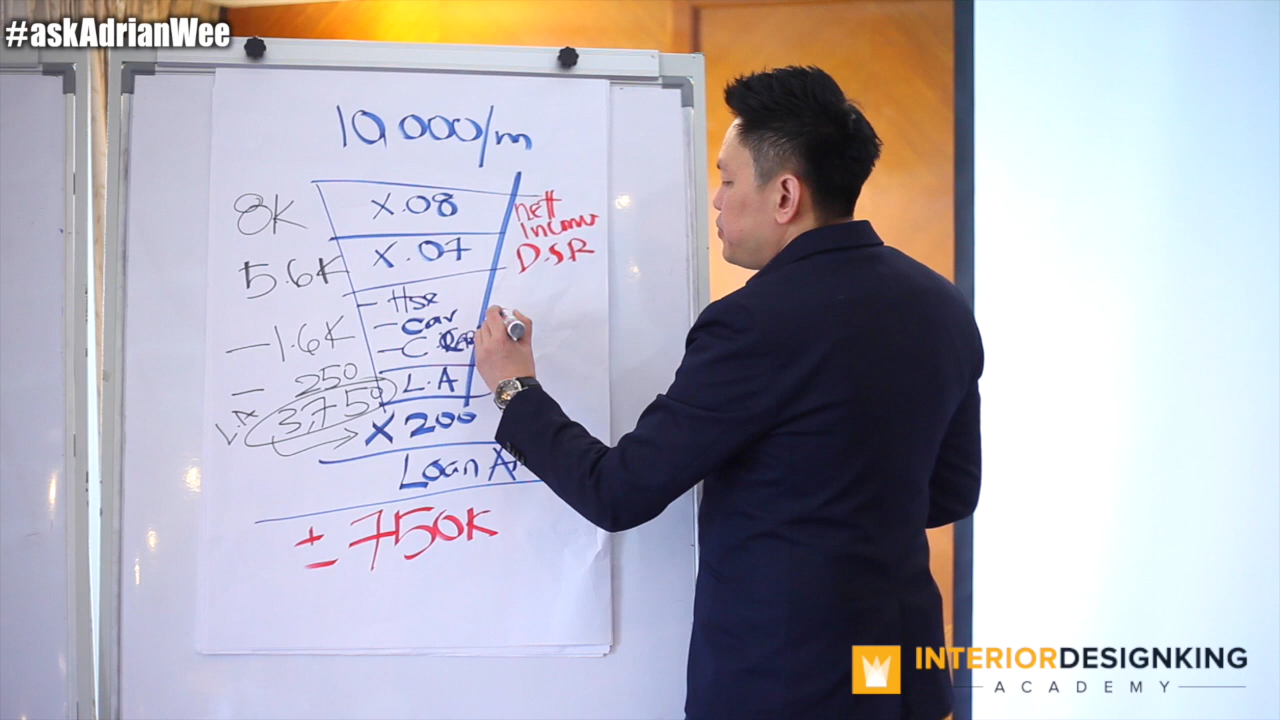 #askAdrianWee
10,000/m
8K X.08 nett
income
5.6K X.07 D.SR
- Hse
-1.6K - Car
- C
- 250 L.A
L.A 3,750 X 200
Loan
± 750K
INTERIORDESIGNKING
ACADEMY